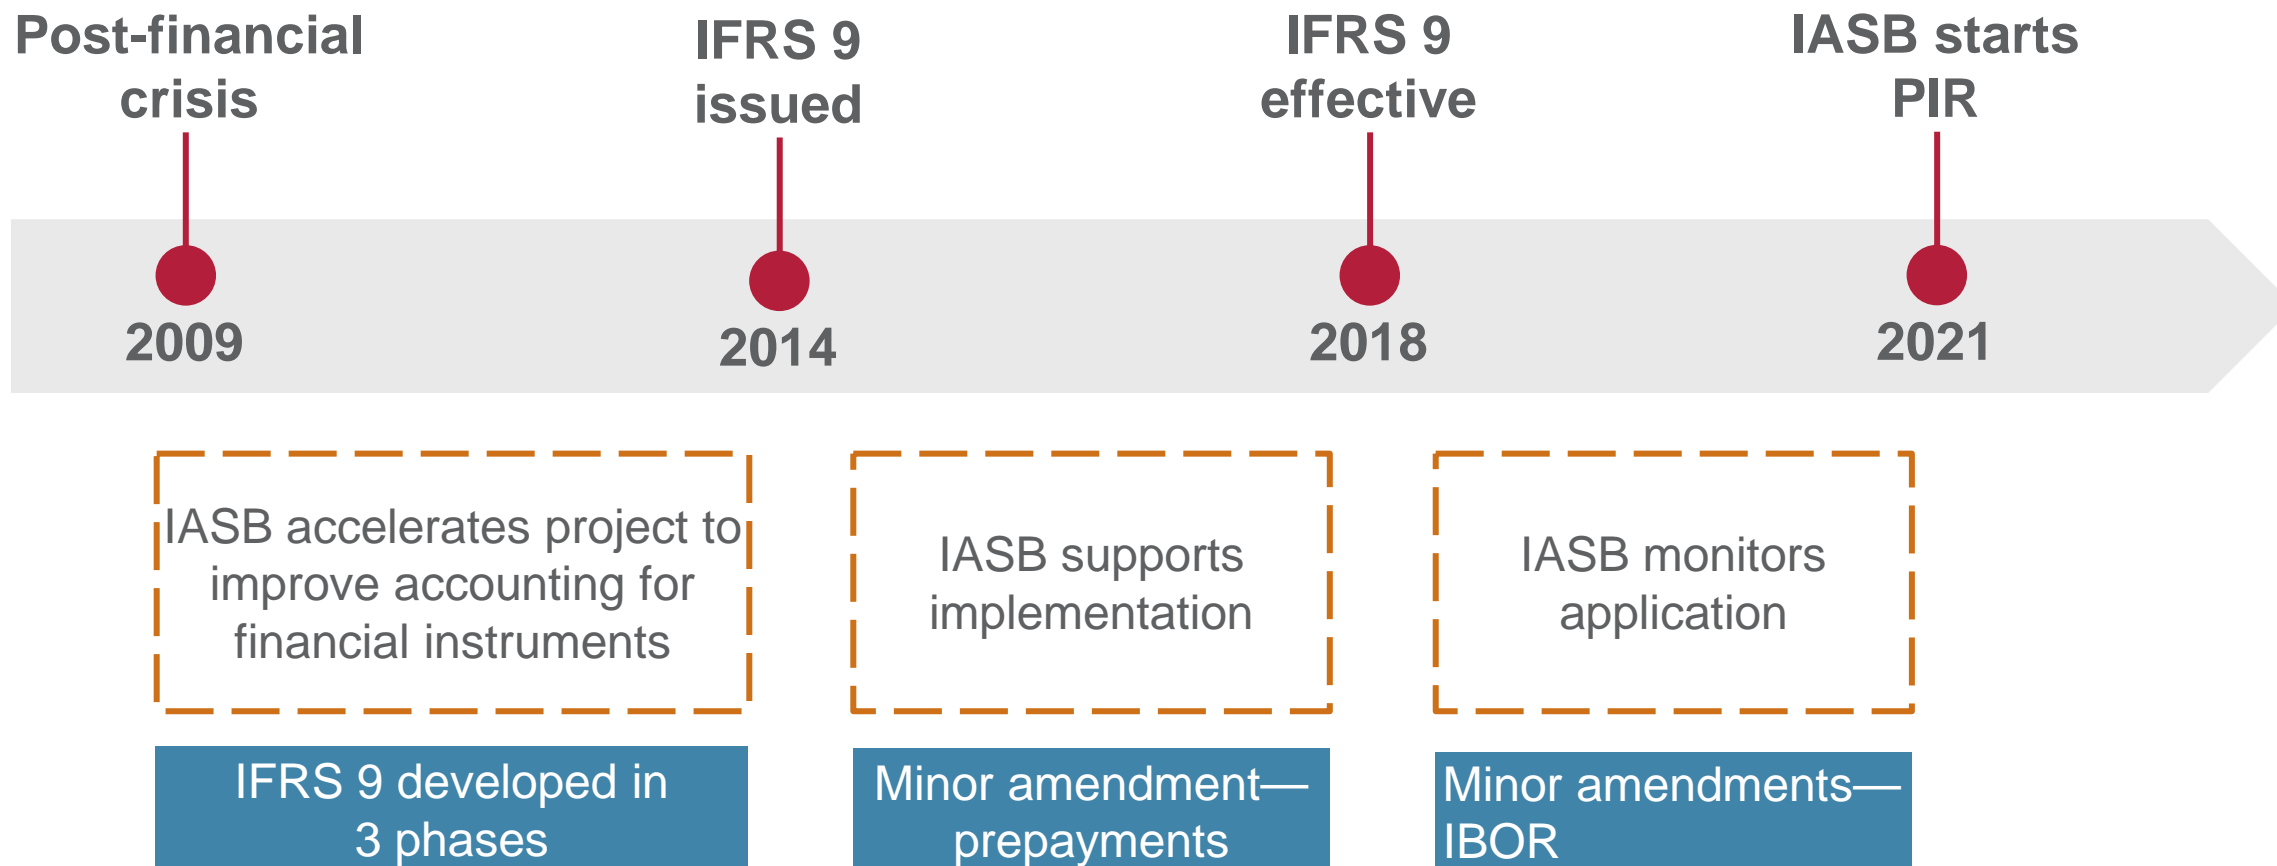 Post-financial
crisis
IFRS 9
issued
IFRS 9
effective
IASB starts
PIR
2009
2014
2018
2021
IASB accelerates project to
improve accounting for
financial instruments
IASB supports
implementation
IASB monitors
application
IFRS 9 developed in
3 phases
Minor amendment—
prepayments
Minor amendments—
IBOR